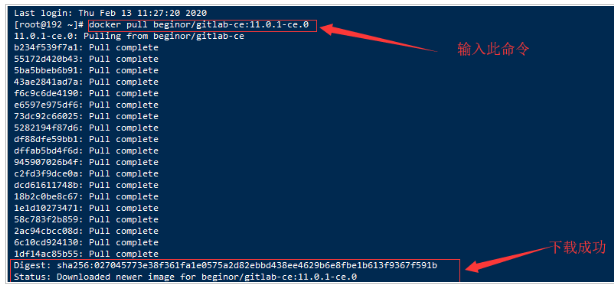 Last login: Thu Feb 13 11:27:20 2020
[root@192 ~]# docker pull beginor/gitlab-ce:11.0.1-ce.0
11.0.1-ce.0: Pulling from beginor/gitlab-ce
输入此命令
b234f539f7a1: Pull complete
55172d420b43: Pull complete
5ba5bbeb6b91: Pull complete
43ae2841ad7a: Pull complete
f6c9c6de4190: Pull complete
e6597e975df6: Pull complete
73dc92c66025: Pull complete
5282194f87d6: Pull complete
df88dfe59bb1: Pull complete
dffab5bd4f6d: Pull complete
945907026b4f: Pull complete
c2fd3f9dce0a: Pull complete
dcd61611748b: Pull complete
18b2c0be8c67: Pull complete
1e1d10273471: Pull complete
58c783f2b859: Pull complete
2ac94cbcc08d: Pull complete
6c10cd924130: Pull complete
1df14ac85b55: Pull complete
下载成功
Digest: sha256:027045773e38f361fa1e0575a2d82ebbd438ee4629b6e8fbe1b613f9367f591b
Status: Downloaded newer image for beginor/gitlab-ce:11.0.1-ce.0